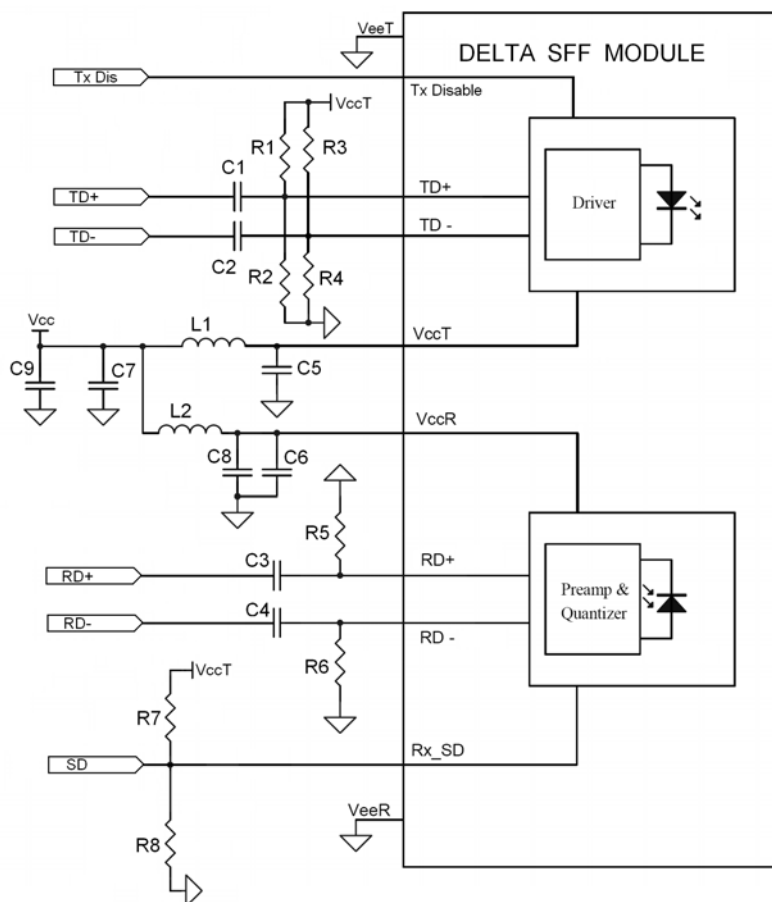 VeeT
DELTA SFF MODULE
Tx Dis
Tx Disable
VccT
R1
R3
C1
TD+
TD+
Driver
TD-
TD -
C2
R2
R4
Vcc
L1
VccT
C9
C7
C5
L2
VccR
C8
C6
R5
C3
RD+
RD+
Preamp &
Quantizer
C4
RD-
RD -
R6
VccT
R7
Rx_SD
SD
VeeR
R8